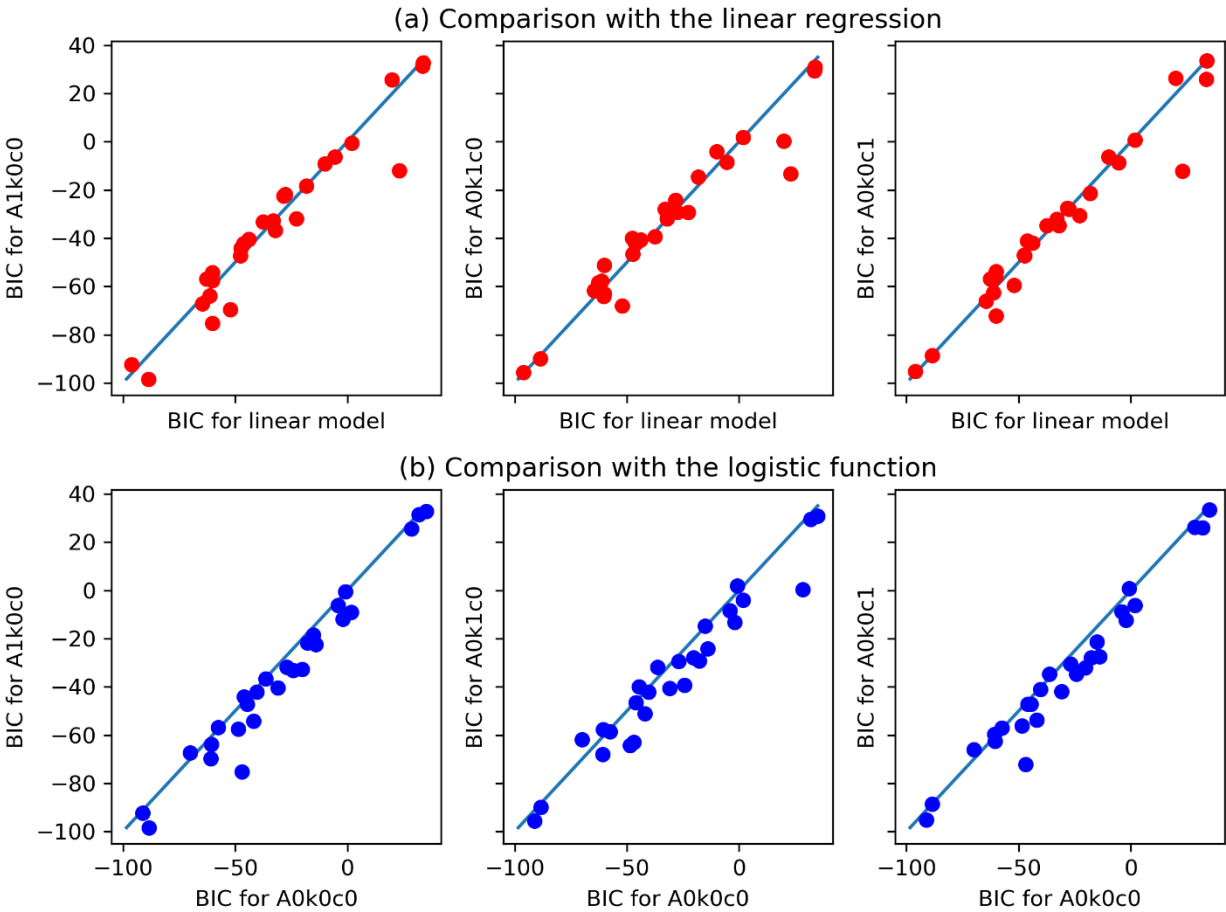 (a) Comparison with the linear regression
40
20
0
−20
−40
−60
−80
−100
BIC for A1k0c0
BIC for A0k1c0
BIC for A0k0c1
BIC for linear model
BIC for linear model
BIC for linear model
(b) Comparison with the logistic function
40
20
0
−20
−40
−60
−80
−100
BIC for A1k0c0
BIC for A0k1c0
BIC for A0k0c1
−100 −50 0
−100 −50 0
−100 −50 0
BIC for A0k0c0
BIC for A0k0c0
BIC for A0k0c0